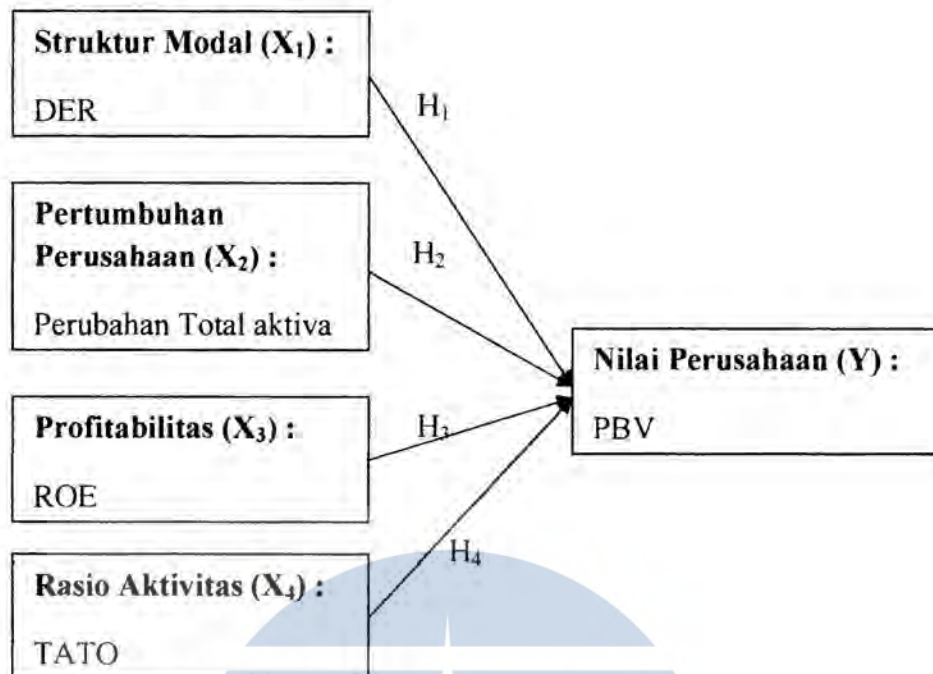 Struktur Modal (X₁) :
DER
H₁
Pertumbuhan
Perusahaan (X₂) :
Perubahan Total aktiva
H₂
Profitabilitas (X₃) :
ROE
H₃
Rasio Aktivitas (X₄) :
TATO
H₄
Nilai Perusahaan (Y) :
PBV